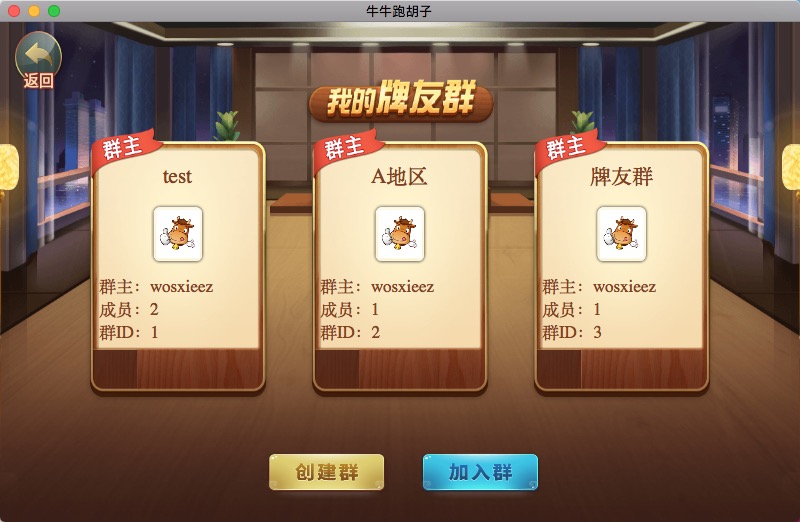 牛牛跑胡子
返回
我的牌友群
群主
test
群主：wosxieez
成员：2
群ID：1
群主
A地区
群主：wosxieez
成员：1
群ID：2
群主
牌友群
群主：wosxieez
成员：1
群ID：3
创建群
加入群